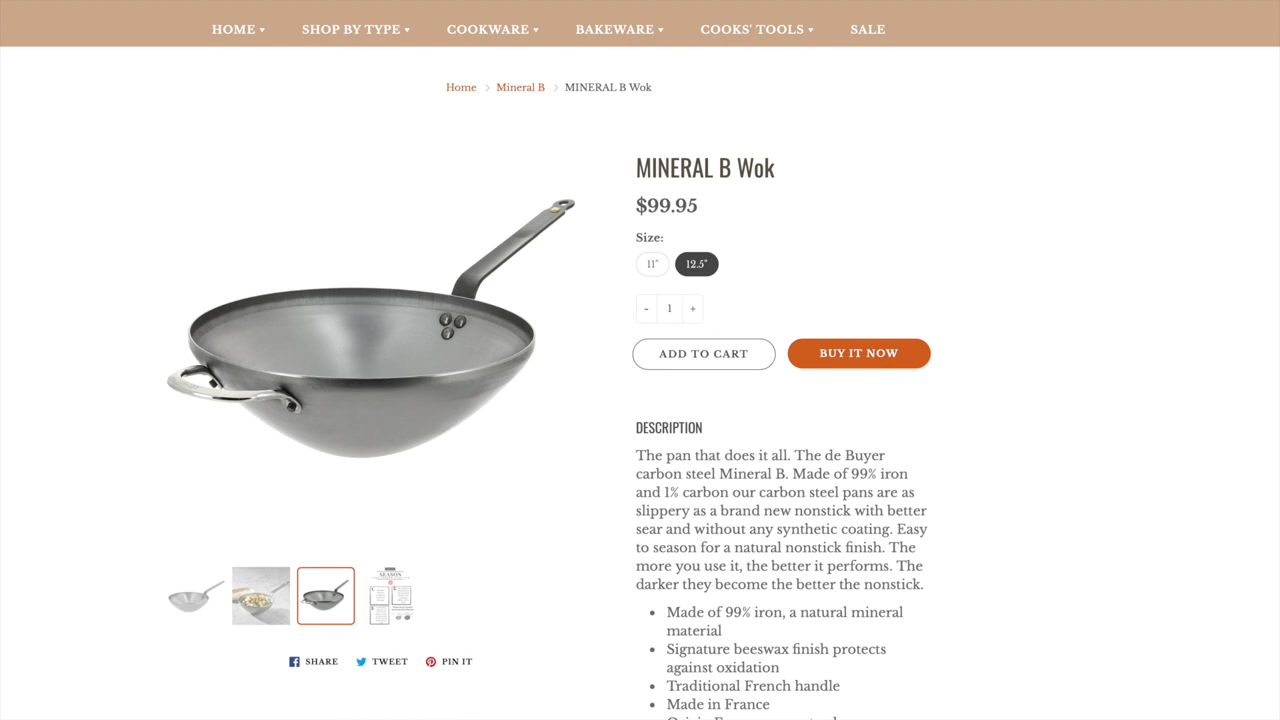 HOME SHOP BY TYPE COOKWARE BAKEWARE COOKS' TOOLS SALE
Home Mineral B MINERAL B Wok
MINERAL B Wok
$99.95
Size:
11" 12.5"
- 1 +
ADD TO CART BUY IT NOW
DESCRIPTION
The pan that does it all. The de Buyer
carbon steel Mineral B. Made of 99% iron
and 1% carbon our carbon steel pans are as
slippery as a brand new nonstick with better
sear and without any synthetic coating. Easy
to season for a natural nonstick finish. The
more you use it, the better it performs. The
darker they become the better the nonstick.
Made of 99% iron, a natural mineral
material
Signature beeswax finish protects
against oxidation
Traditional French handle
Made in France
SEASON
SHARE TWEET PIN IT